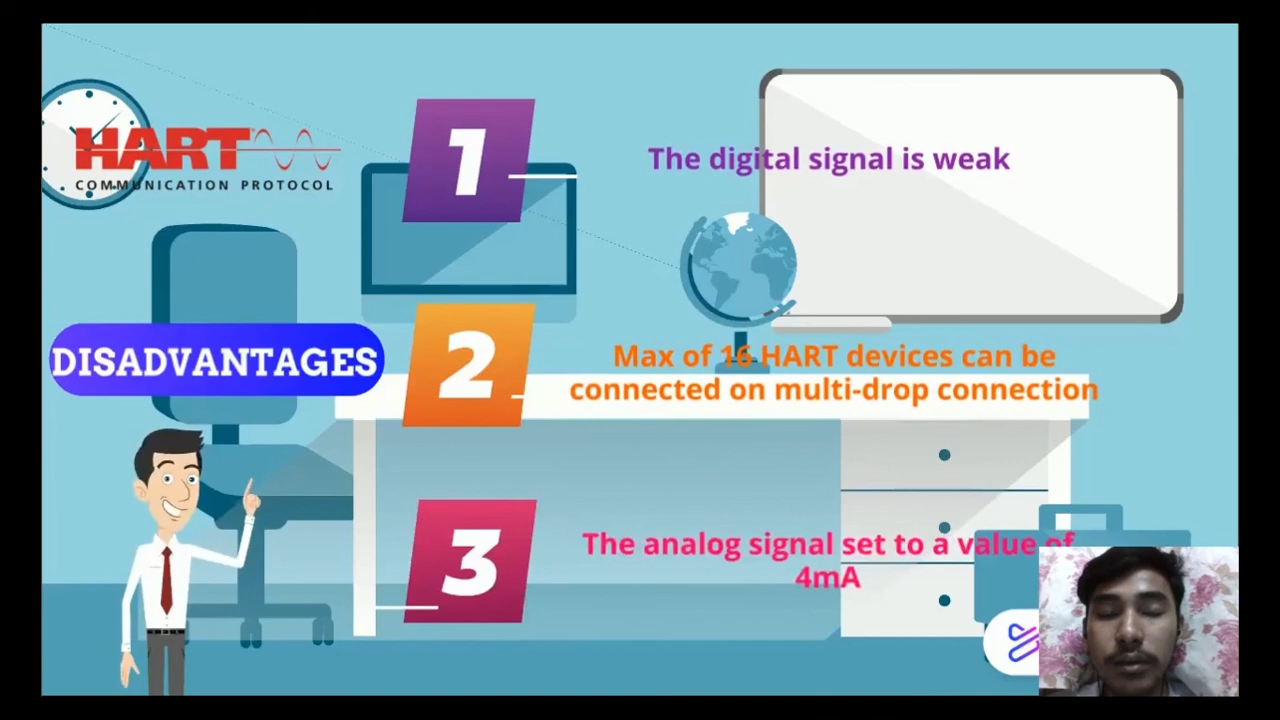 HART
COMMUNICATION PROTOCOL
DISADVANTAGES
1
The digital signal is weak
2
Max of 16 HART devices can be
connected on multi-drop connection
3
The analog signal set to a value of
4mA